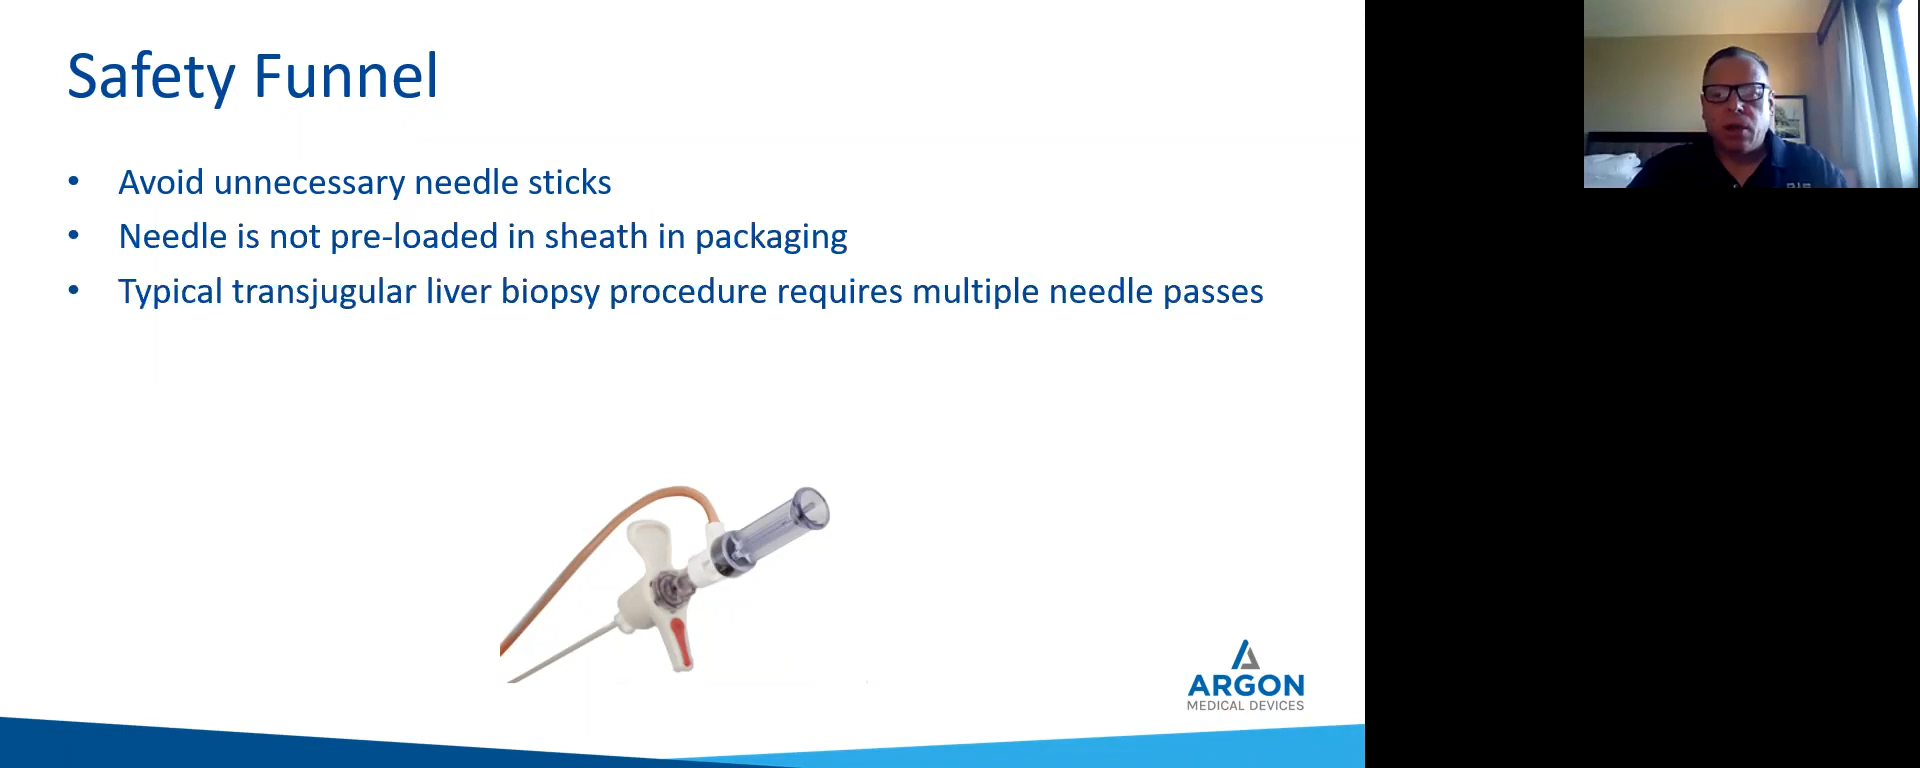 Safety Funnel
• Avoid unnecessary needle sticks
• Needle is not pre-loaded in sheath in packaging
• Typical transjugular liver biopsy procedure requires multiple needle passes
ARGON
MEDICAL DEVICES